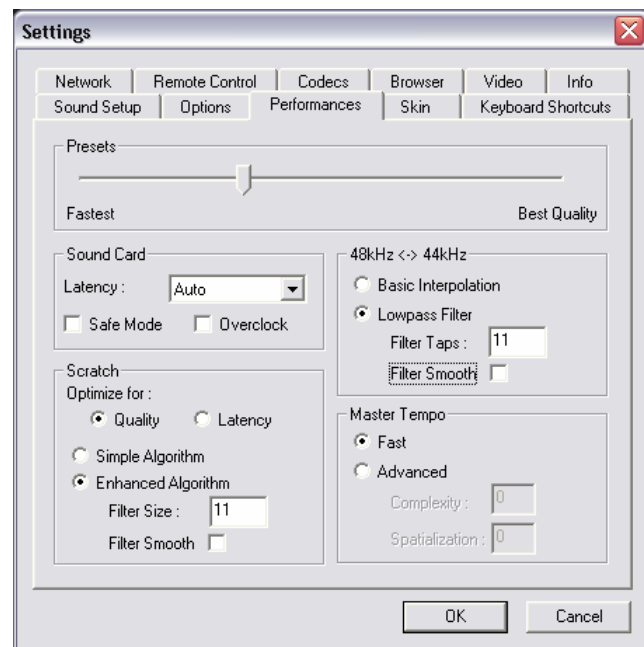 Settings
Network Remote Control Codecs Browser Video Info
Sound Setup Options Performances Skin Keyboard Shortcuts
Presets
Fastest Best Quality
Sound Card
Latency : Auto
Safe Mode Overclock
Scratch
Optimize for :
Quality Latency
Simple Algorithm
Enhanced Algorithm
Filter Size : 11
Filter Smooth
48kHz <-> 44kHz
Basic Interpolation
Lowpass Filter
Filter Taps : 11
Filter Smooth
Master Tempo
Fast
Advanced
Complexity : 0
Spatialization : 0
OK Cancel